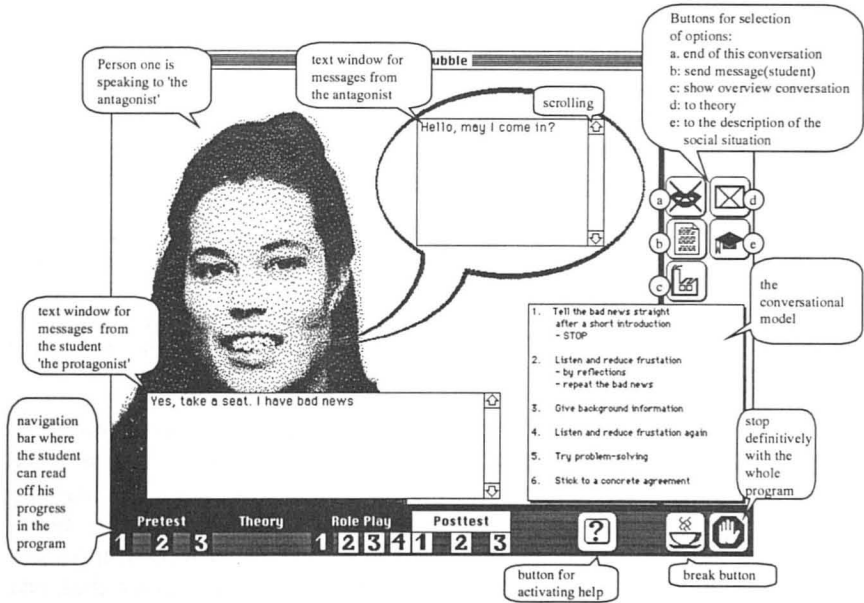 Person one is
speaking to 'the
antagonist'
text window for
messages from
the antagonist
ubble
scrolling
Hello, may I come in?
Buttons for selection
of options:
a. end of this conversation
b: send message(student)
c: show overview conversation
d: to theory
e: to the description of the
social situation
a
d
b
e
c
text window for
messages from
the student
'the protagonist'
Yes, take a seat. I have bad news
1. Tell the bad news straight
after a short introduction
- STOP
2. Listen and reduce frustation
- by reflections
- repeat the bad news
3. Give background information
4. Listen and reduce frustation again
5. Try problem-solving
6. Stick to a concrete agreement
the
conversational
model
navigation
bar where
the student
can read
off his
progress
in the
program
stop
definitively
with the
whole
program
Pretest Theory Role Play Posttest
1 2 3 1 2 3 4 1 2 3
?
button for
activating help
break button